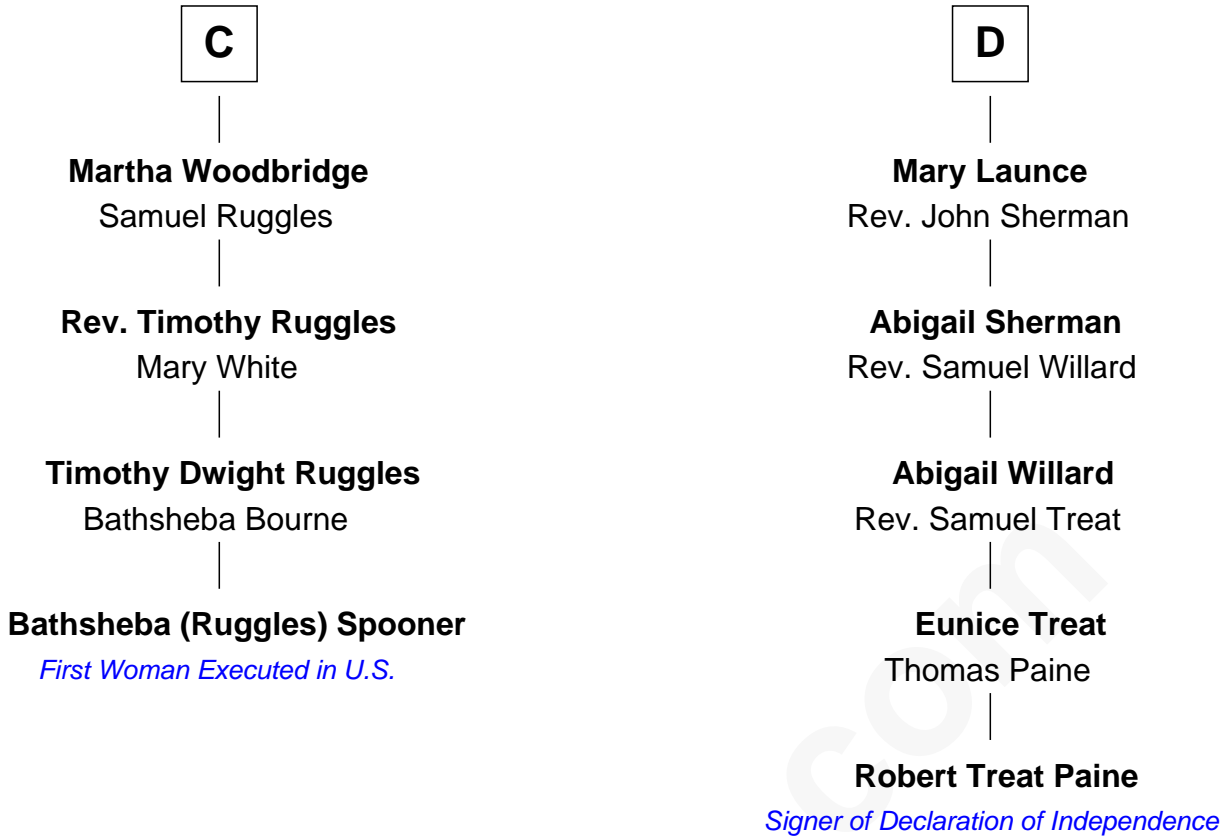 C
Martha Woodbridge
Samuel Ruggles
Rev. Timothy Ruggles
Mary White
Timothy Dwight Ruggles
Bathsheba Bourne
Bathsheba (Ruggles) Spooner
First Woman Executed in U.S.
D
Mary Launce
Rev. John Sherman
Abigail Sherman
Rev. Samuel Willard
Abigail Willard
Rev. Samuel Treat
Eunice Treat
Thomas Paine
Robert Treat Paine
Signer of Declaration of Independence
com